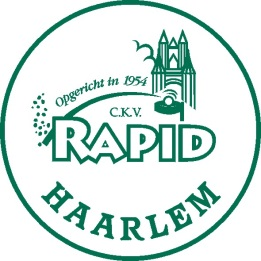 Opgericht in 1954
C.K.V.
RAPID
HAARLEM